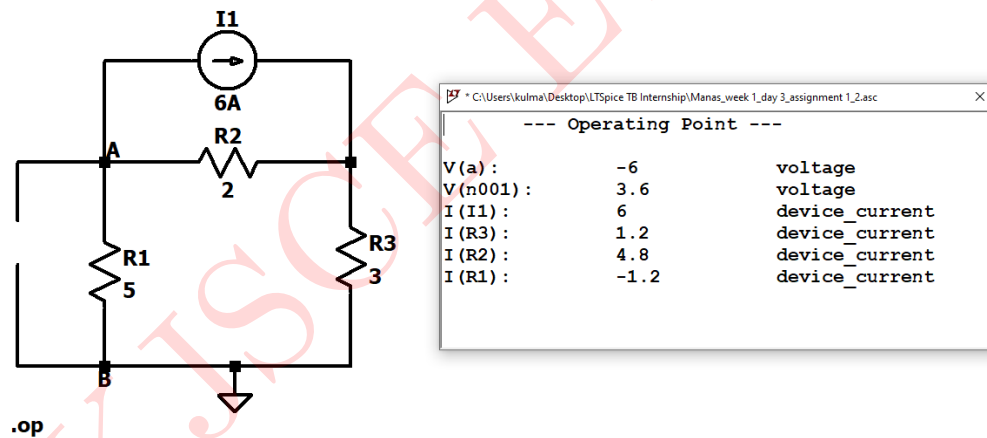 I1
6A
R2
A
2
R1
5
R3
3
B
.op
* C:\Users\kulma\Desktop\LTSpice TB Internship\Manas_week 1_day 3_assignment 1_2.asc
--- Operating Point ---
V(a): -6 voltage
V(n001): 3.6 voltage
I(I1): 6 device_current
I(R3): 1.2 device_current
I(R2): 4.8 device_current
I(R1): -1.2 device_current
JSCE E